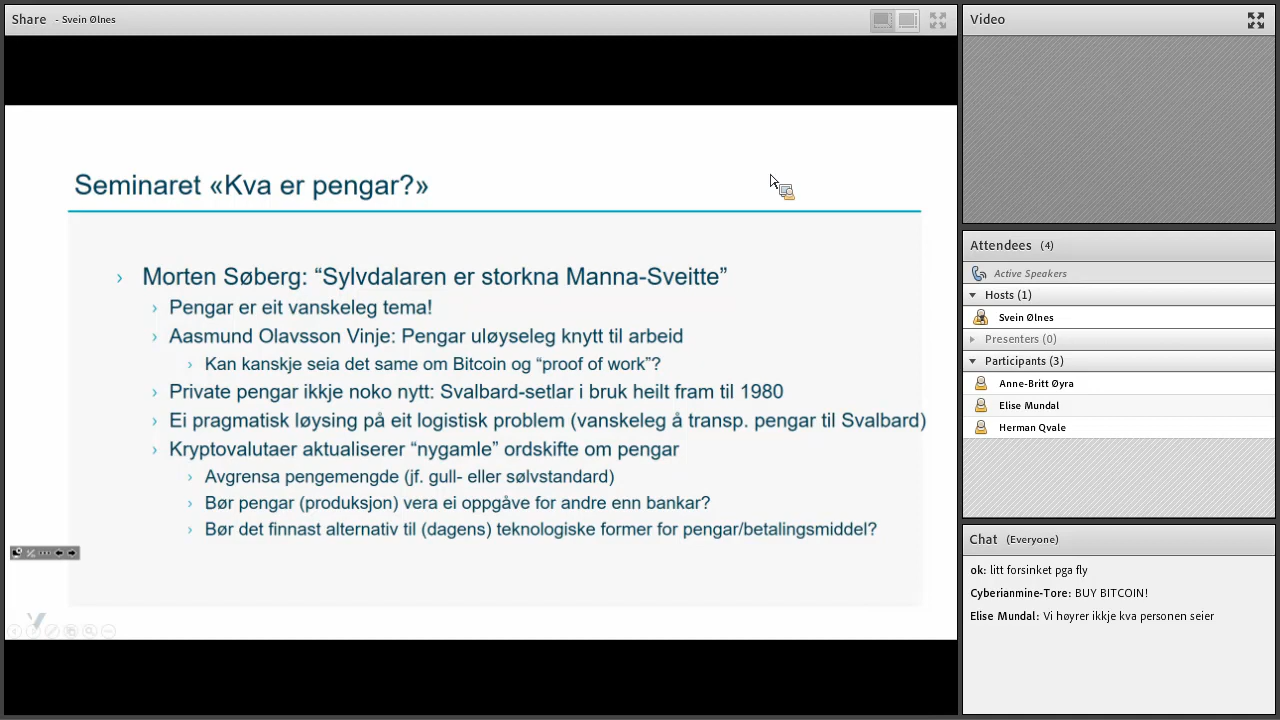 Share - Svein Ølnes
Seminaret «Kva er pengar?»
› Morten Søberg: “Sylvdalaren er storkna Manna-Sveitte”
› Pengar er eit vanskeleg tema!
› Aasmund Olavsson Vinje: Pengar uløyseleg knytt til arbeid
› Kan kanskje seia det same om Bitcoin og “proof of work”?
› Private pengar ikkje noko nytt: Svalbard-setlar i bruk heilt fram til 1980
› Ei pragmatisk løysing på eit logistisk problem (vanskeleg å transp. pengar til Svalbard)
› Kryptovalutaer aktualiserer “nygamle” ordskifte om pengar
› Avgrensa pengemengde (jf. gull- eller sølvstandard)
› Bør pengar (produksjon) vera ei oppgåve for andre enn bankar?
› Bør det finnast alternativ til (dagens) teknologiske former for pengar/betalingsmiddel?
Video
Attendees (4)
Active Speakers
Hosts (1)
Svein Ølnes
Presenters (0)
Participants (3)
Anne-Britt Øyra
Elise Mundal
Herman Qvale
Chat (Everyone)
ok: litt forsinket pga fly
Cyberianmine-Tore: BUY BITCOIN!
Elise Mundal: Vi høyrer ikkje kva personen seier